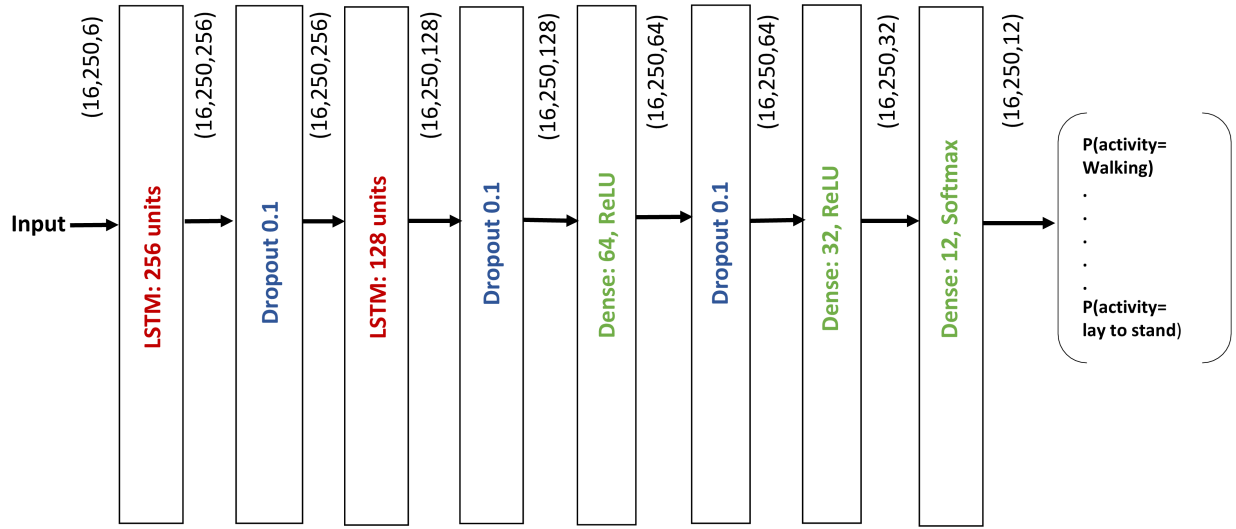 Input
(16,250,6)
LSTM: 256 units
(16,250,256)
Dropout 0.1
(16,250,256)
LSTM: 128 units
(16,250,128)
Dropout 0.1
(16,250,128)
Dense: 64, ReLU
(16,250,64)
Dropout 0.1
(16,250,64)
Dense: 32, ReLU
(16,250,32)
Dense: 12, Softmax
(16,250,12)
P(activity=
Walking)
.
.
.
.
.
P(activity=
lay to stand)